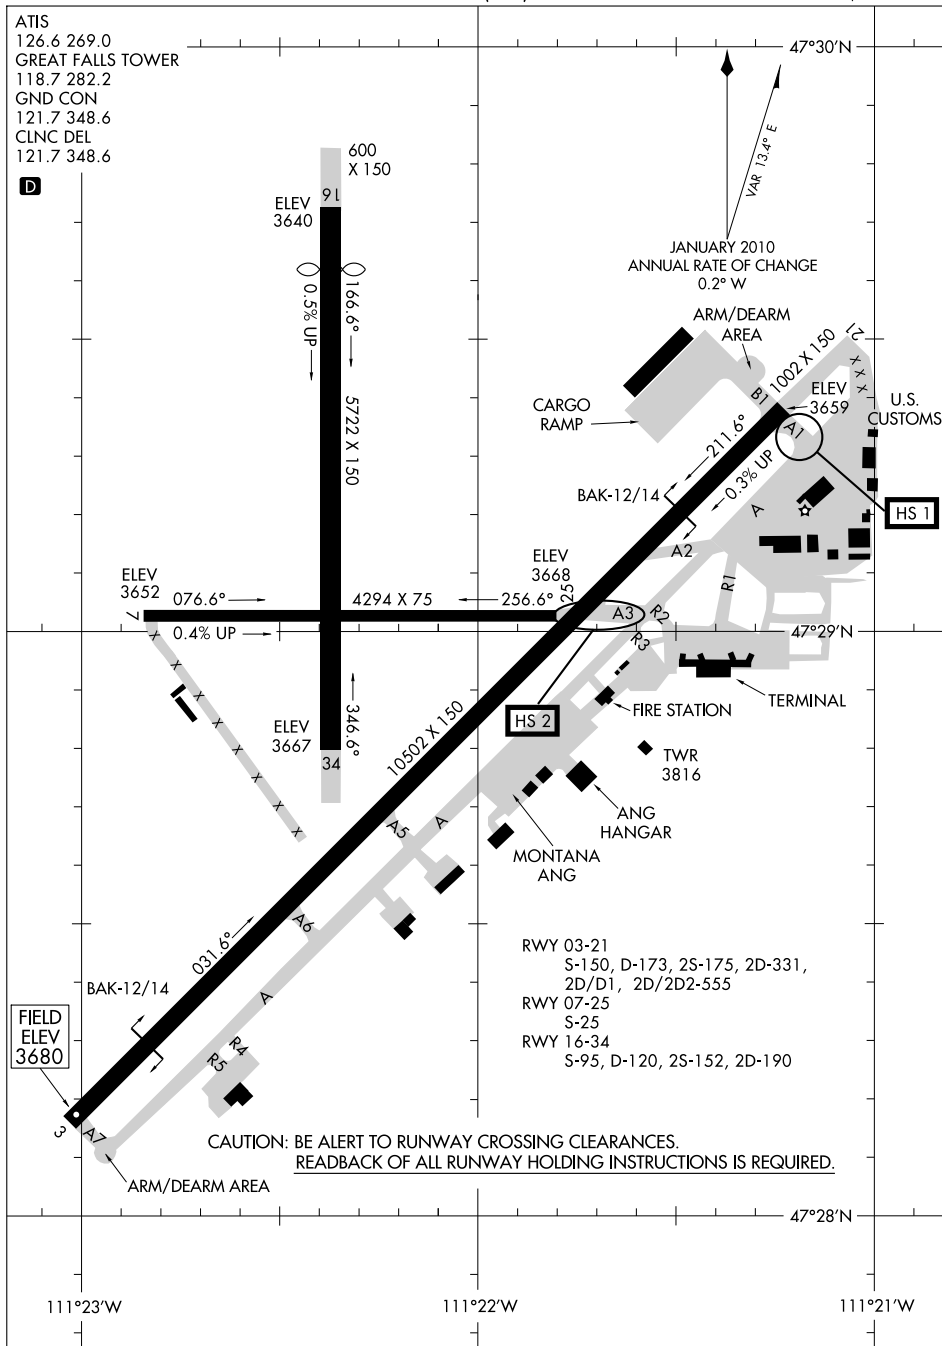 ATIS
126.6 269.0
GREAT FALLS TOWER
118.7 282.2
GND CON
121.7 348.6
CLNC DEL
121.7 348.6
D
47°30'N
VAR 13.4° E
JANUARY 2010
ANNUAL RATE OF CHANGE
0.2° W
600
X 150
16
ELEV
3640
0.5% UP
166.6°
5722 X 150
ARM/DEARM
AREA
1002 X 150
21
X X X
B1
ELEV
3659
A1
U.S.
CUSTOMS
CARGO
RAMP
211.6°
0.3% UP
BAK-12/14
A
HS 1
A2
ELEV
3652
076.6°
4294 X 75
256.6°
ELEV
3668
25
7
0.4% UP
A3
R2
R1
R3
47°29'N
X X X X X X X X
TERMINAL
FIRE STATION
HS 2
ELEV
3667
346.6°
34
10502 X 150
TWR
3816
ANG
HANGAR
MONTANA
ANG
A5
A
A6
031.6°
A
BAK-12/14
FIELD
ELEV
3680
R4
R5
3
A7
RWY 03-21
S-150, D-173, 2S-175, 2D-331,
2D/D1, 2D/2D2-555
RWY 07-25
S-25
RWY 16-34
S-95, D-120, 2S-152, 2D-190
CAUTION: BE ALERT TO RUNWAY CROSSING CLEARANCES.
READBACK OF ALL RUNWAY HOLDING INSTRUCTIONS IS REQUIRED.
ARM/DEARM AREA
47°28'N
111°23'W
111°22'W
111°21'W